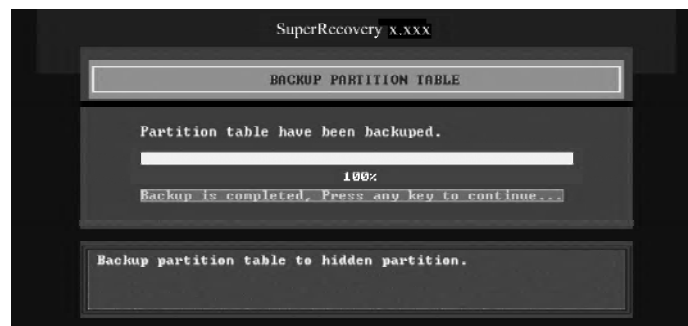 SuperRecovery x.xxx
BACKUP PARTITION TABLE
Partition table have been backuped.
100%
Backup is completed, Press any key to continue...
Backup partition table to hidden partition.